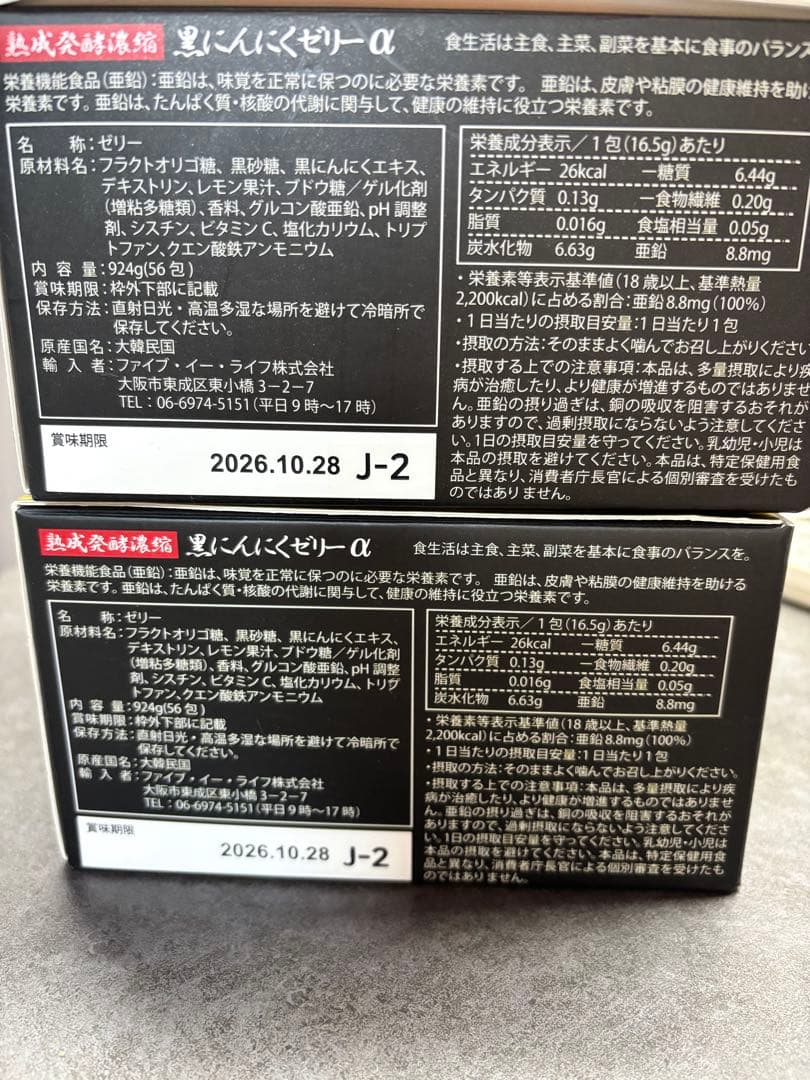 熟成発酵濃縮 黒にんにくゼリーα 食生活は主食、主菜、副菜を基本に食事のバランス
栄養機能食品(亜鉛):亜鉛は、味覚を正常に保つのに必要な栄養素です。 亜鉛は、皮膚や粘膜の健康維持を助け
栄養素です。亜鉛は、たんぱく質・核酸の代謝に関与して、健康の維持に役立つ栄養素です。
名 称:ゼリー
原材料名:フラクトオリゴ糖、黒砂糖、黒にんにくエキス、
デキストリン、レモン果汁、ブドウ糖/ゲル化剤
(増粘多糖類)、香料、グルコン酸亜鉛、pH調整
剤、シスチン、ビタミンC、塩化カリウム、トリプ
トファン、クエン酸鉄アンモニウム
内 容 量:924g(56包)
賞味期限:枠外下部に記載
保存方法:直射日光・高温多湿な場所を避けて冷暗所で
保存してください。
原産国名:大韓民国
輸 入 者:ファイブ・イー・ライフ株式会社
大阪市東成区東小橋3-2-7
TEL:06-6974-5151(平日9時〜17時)
賞味期限
2026.10.28 J-2
栄養成分表示/1包(16.5g)あたり
エネルギー 26kcal ー糖質 6.44g
タンパク質 0.13g ー食物繊維 0.20g
脂質 0.016g 食塩相当量 0.05g
炭水化物 6.63g 亜鉛 8.8mg
・栄養素等表示基準値(18歳以上、基準熱量
2,200kcal)に占める割合:亜鉛8.8mg(100%)
・1日当たりの摂取目安量:1日当たり1包
・摂取の方法:そのままよく噛んでお召し上がりください
・摂取する上での注意事項:本品は、多量摂取により疾
病が治癒したり、より健康が増進するものではありませ
ん。亜鉛の摂り過ぎは、銅の吸収を阻害するおそれが
ありますので、過剰摂取にならないよう注意してくださ
い。1日の摂取目安量を守ってください。乳幼児・小児は
本品の摂取を避けてください。本品は、特定保健用食
品と異なり、消費者庁長官による個別審査を受けたも
のではありません。
熟成発酵濃縮 黒にんにくゼリーα 食生活は主食、主菜、副菜を基本に食事のバランスを。
栄養機能食品(亜鉛):亜鉛は、味覚を正常に保つのに必要な栄養素です。 亜鉛は、皮膚や粘膜の健康維持を助ける
栄養素です。亜鉛は、たんぱく質・核酸の代謝に関与して、健康の維持に役立つ栄養素です。
名 称:ゼリー
原材料名:フラクトオリゴ糖、黒砂糖、黒にんにくエキス、
デキストリン、レモン果汁、ブドウ糖/ゲル化剤
(増粘多糖類)、香料、グルコン酸亜鉛、pH調整
剤、シスチン、ビタミンC、塩化カリウム、トリプ
トファン、クエン酸鉄アンモニウム
内 容 量:924g(56包)
賞味期限:枠外下部に記載
保存方法:直射日光・高温多湿な場所を避けて冷暗所で
保存してください。
原産国名:大韓民国
輸 入 者:ファイブ・イー・ライフ株式会社
大阪市東成区東小橋3-2-7
TEL:06-6974-5151(平日9時〜17時)
賞味期限
2026.10.28 J-2
栄養成分表示/1包(16.5g)あたり
エネルギー 26kcal ー糖質 6.44g
タンパク質 0.13g ー食物繊維 0.20g
脂質 0.016g 食塩相当量 0.05g
炭水化物 6.63g 亜鉛 8.8mg
・栄養素等表示基準値(18歳以上、基準熱量
2,200kcal)に占める割合:亜鉛8.8mg(100%)
・1日当たりの摂取目安量:1日当たり1包
・摂取の方法:そのままよく噛んでお召し上がりください。
・摂取する上での注意事項:本品は、多量摂取により疾
病が治癒したり、より健康が増進するものではありませ
ん。亜鉛の摂り過ぎは、銅の吸収を阻害するおそれが
ありますので、過剰摂取にならないよう注意してくださ
い。1日の摂取目安量を守ってください。乳幼児・小児は
本品の摂取を避けてください。本品は、特定保健用食
品と異なり、消費者庁長官による個別審査を受けたも
のではありません。